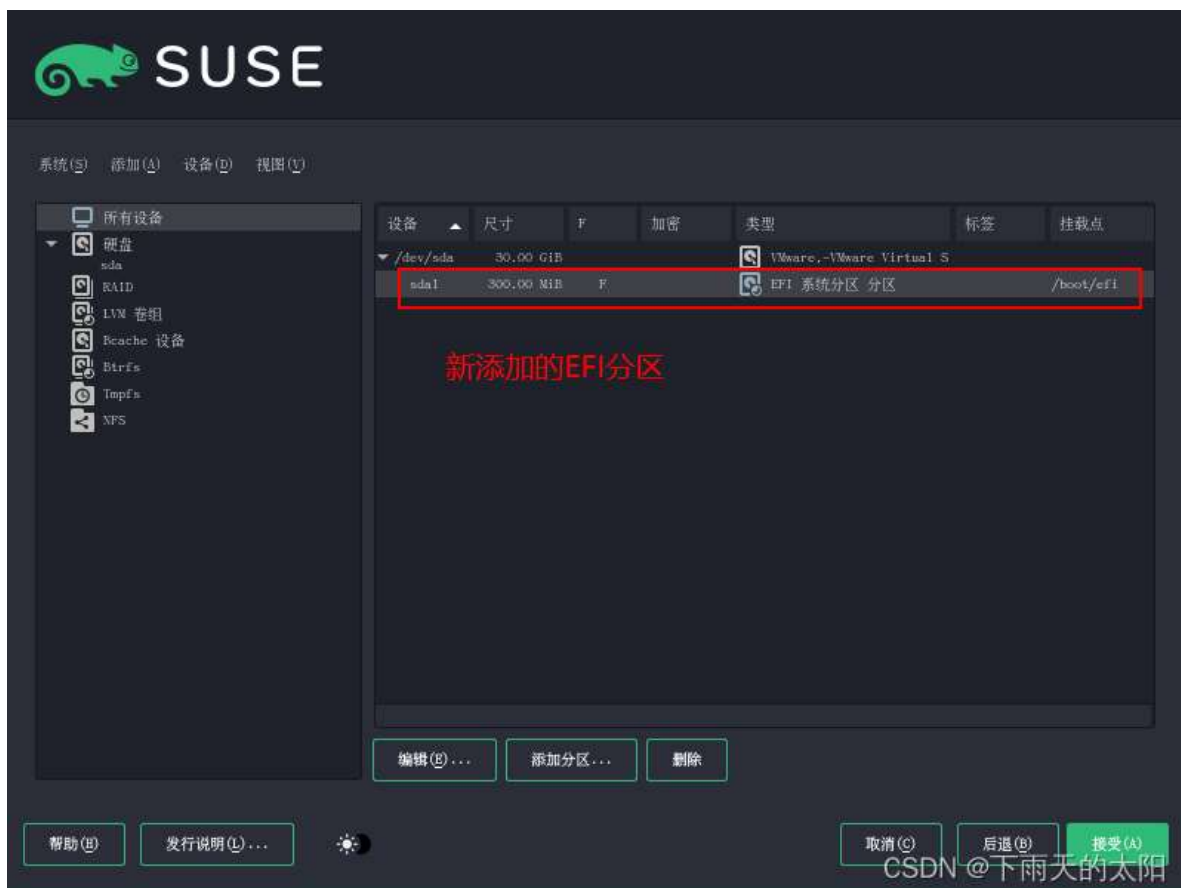 SUSE
系统(S) 添加(A) 设备(D) 视图(V)
所有设备
硬盘
sda
RAID
LVM 卷组
Bcache 设备
Btrfs
Tmpfs
NFS
设备 尺寸 F 加密 类型 标签 挂载点
/dev/sda 30.00 GiB VMware,-VMware Virtual S
sda1 300.00 MiB F EFI 系统分区 分区 /boot/efi
新添加的EFI分区
编辑(E)... 添加分区... 删除
帮助(H) 发行说明(L)... 取消(C) 后退(B) 接受(A)
CSDN @下雨天的太阳